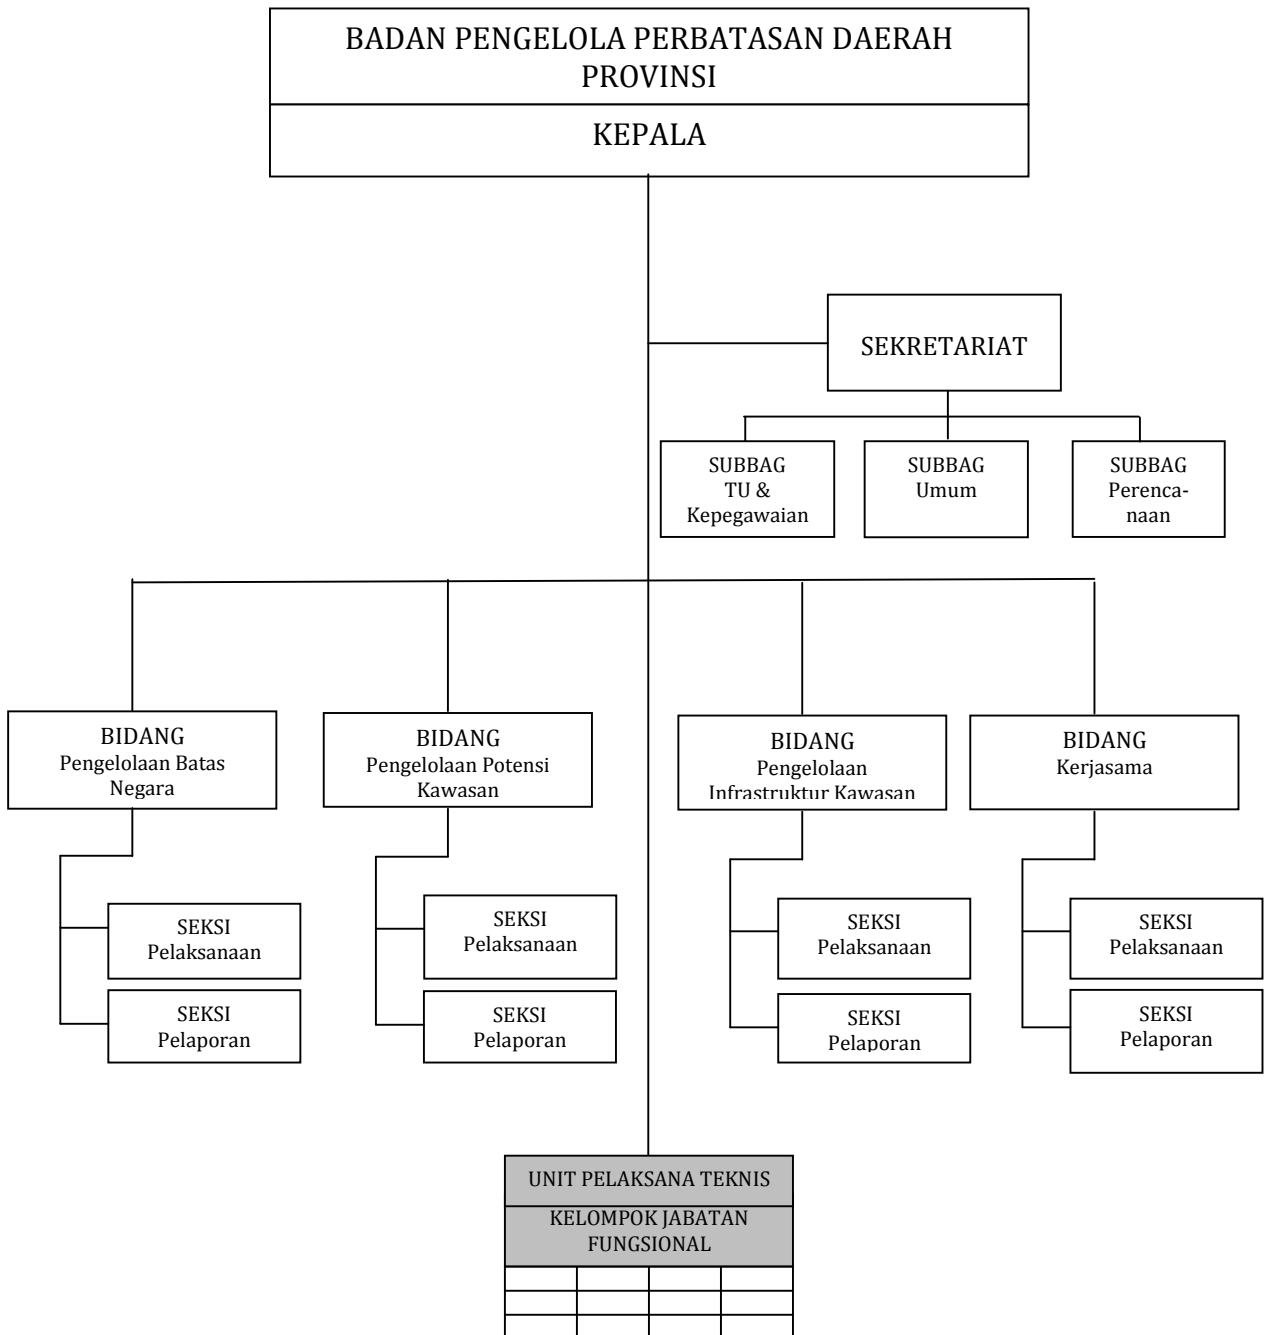 BADAN PENGELOLA PERBATASAN DAERAH
PROVINSI
KEPALA
SEKRETARIAT
SUBBAG
TU &
Kepegawaian
SUBBAG
Umum
SUBBAG
Perenca-
naan
BIDANG
Pengelolaan Batas
Negara
BIDANG
Pengelolaan Potensi
Kawasan
BIDANG
Pengelolaan
Infrastruktur Kawasan
BIDANG
Kerjasama
SEKSI
Pelaksanaan
SEKSI
Pelaporan
SEKSI
Pelaksanaan
SEKSI
Pelaporan
SEKSI
Pelaksanaan
SEKSI
Pelaporan
SEKSI
Pelaksanaan
SEKSI
Pelaporan
UNIT PELAKSANA TEKNIS
KELOMPOK JABATAN
FUNGSIONAL